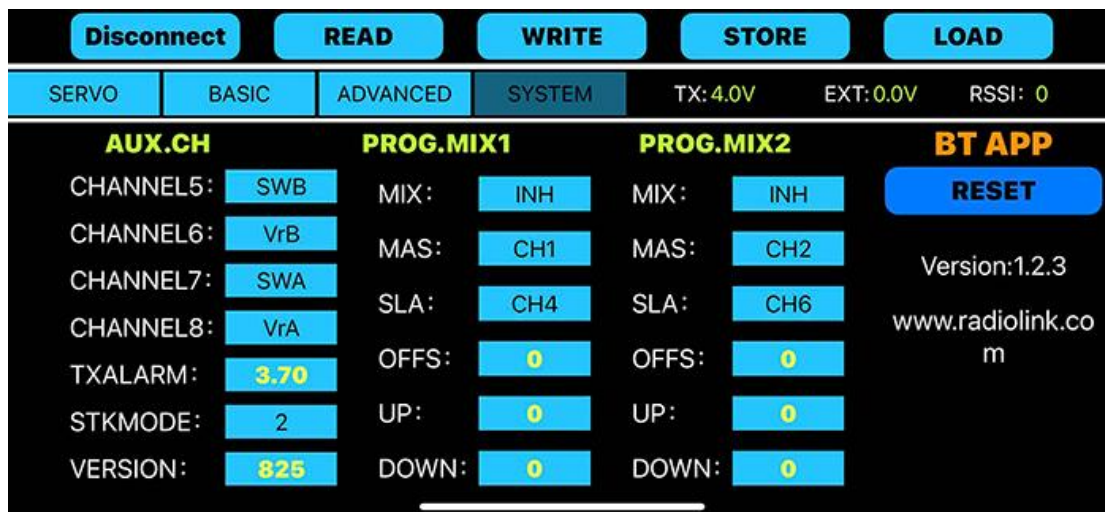 Disconnect READ WRITE STORE LOAD
SERVO BASIC ADVANCED SYSTEM TX: 4.0V EXT: 0.0V RSSI: 0
AUX.CH PROG.MIX1 PROG.MIX2 BT APP
CHANNEL5: SWB MIX: INH MIX: INH RESET
CHANNEL6: VrB MAS: CH1 MAS: CH2
CHANNEL7: SWA Version:1.2.3
CHANNEL8: VrA SLA: CH4 SLA: CH6 www.radiolink.co
m
TXALARM: 3.70 OFFS: 0 OFFS: 0
STKMODE: 2 UP: 0 UP: 0
VERSION: 825 DOWN: 0 DOWN: 0